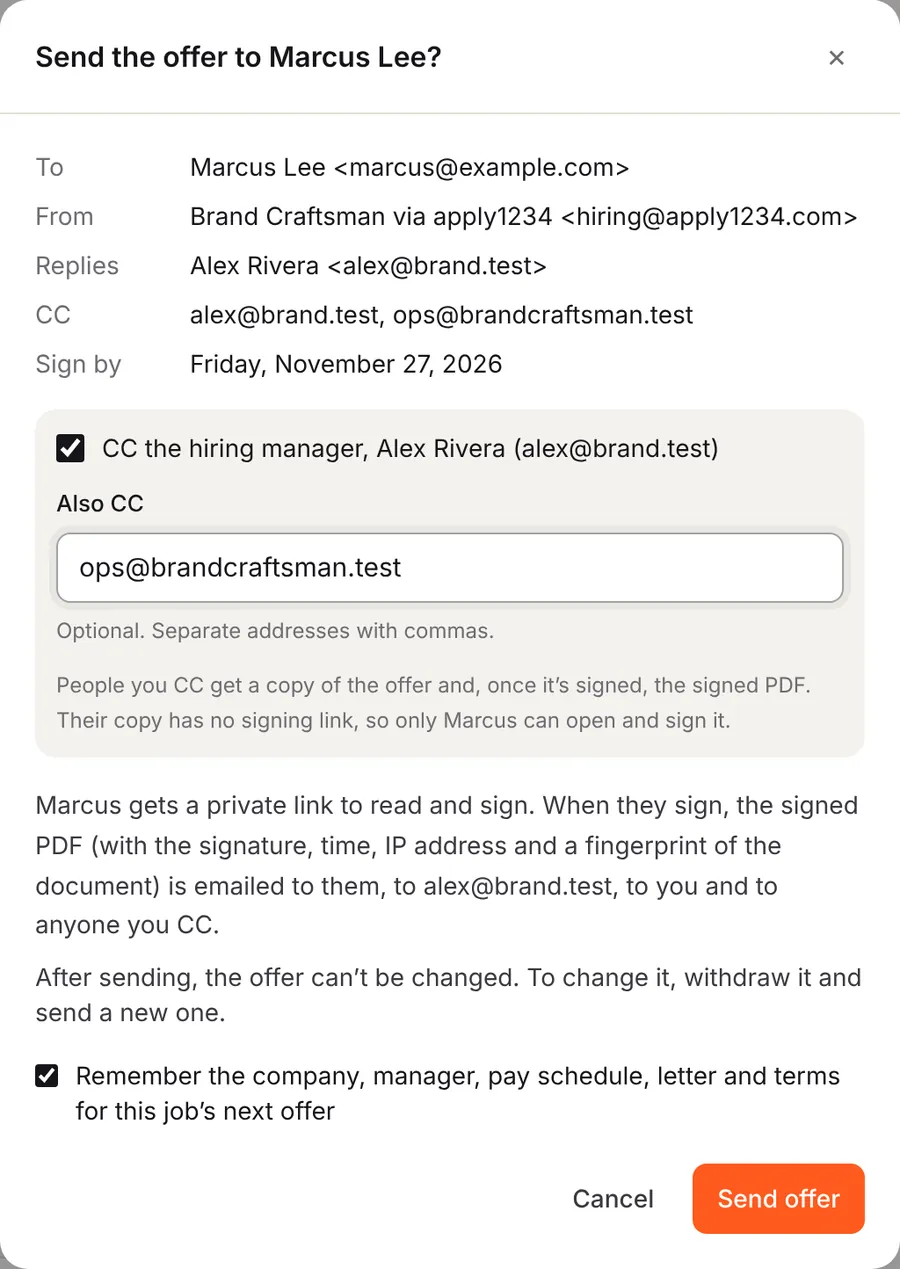 Send the offer to Marcus Lee?
To Marcus Lee <marcus@example.com>
From Brand Craftsman via apply1234 <hiring@apply1234.com>
Replies Alex Rivera <alex@brand.test>
CC alex@brand.test, ops@brandcraftsman.test
Sign by Friday, November 27, 2026
CC the hiring manager, Alex Rivera (alex@brand.test)
Also CC
ops@brandcraftsman.test
Optional. Separate addresses with commas.
People you CC get a copy of the offer and, once it’s signed, the signed PDF.
Their copy has no signing link, so only Marcus can open and sign it.
Marcus gets a private link to read and sign. When they sign, the signed
PDF (with the signature, time, IP address and a fingerprint of the
document) is emailed to them, to alex@brand.test, to you and to
anyone you CC.
After sending, the offer can’t be changed. To change it, withdraw it and
send a new one.
Remember the company, manager, pay schedule, letter and terms
for this job’s next offer
Cancel Send offer